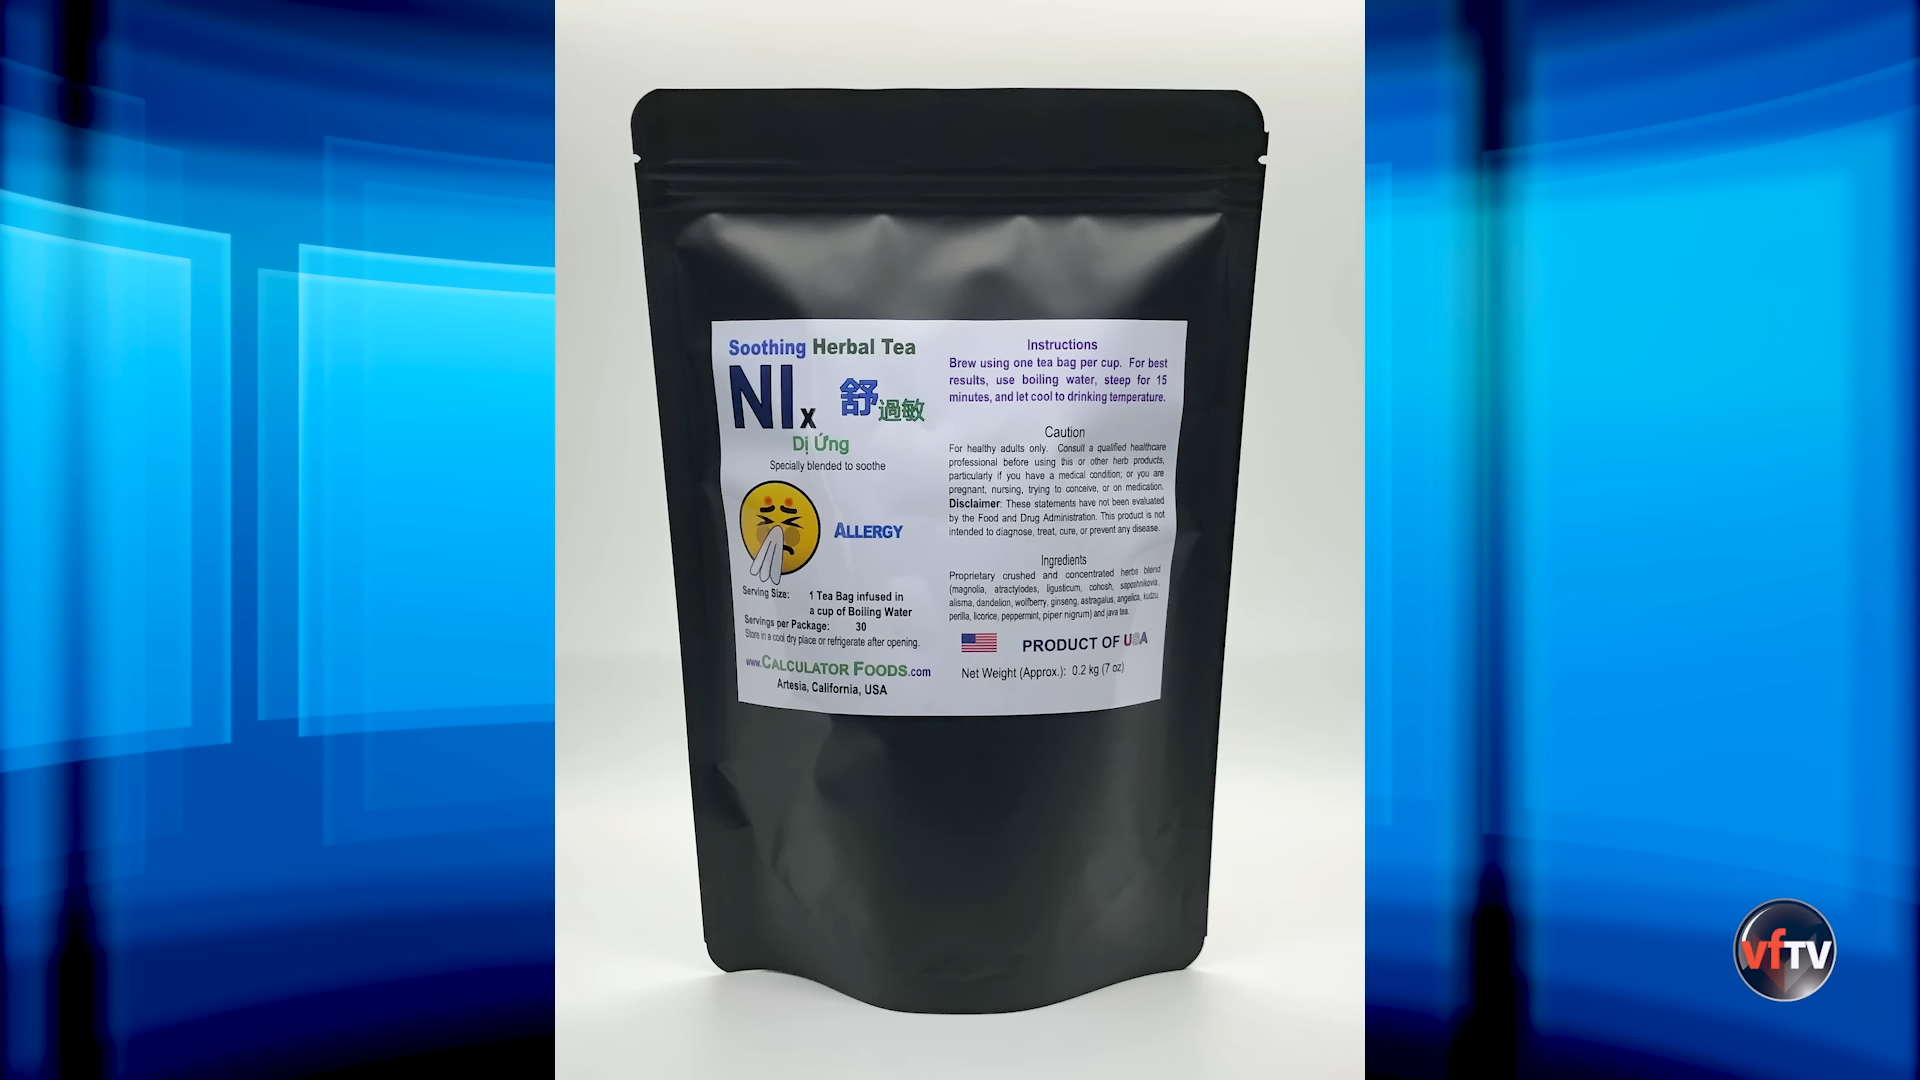 Soothing Herbal Tea
NIx 舒過敏
Dị Ứng
Specially blended to soothe
ALLERGY
Serving Size: 1 Tea Bag infused in
a cup of Boiling Water
Servings per Package: 30
Store in a cool dry place or refrigerate after opening.
www.CALCULATOR FOODS.com
Artesia, California, USA
Instructions
Brew using one tea bag per cup. For best
results, use boiling water, steep for 15
minutes, and let cool to drinking temperature.
Caution
For healthy adults only. Consult a qualified healthcare
professional before using this or other herb products,
particularly if you have a medical condition; or you are
pregnant, nursing, trying to conceive, or on medication.
Disclaimer: These statements have not been evaluated
by the Food and Drug Administration. This product is not
intended to diagnose, treat, cure, or prevent any disease.
Ingredients
Proprietary crushed and concentrated herbs blend
(magnolia, atractylodes, ligusticum, cohosh, saposhnikovia,
alisma, dandelion, wolfberry, ginseng, astragalus, angelica, kudzu,
perilla, licorice, peppermint, piper nigrum) and java tea.
PRODUCT OF USA
Net Weight (Approx.): 0.2 kg (7 oz)
vfTV